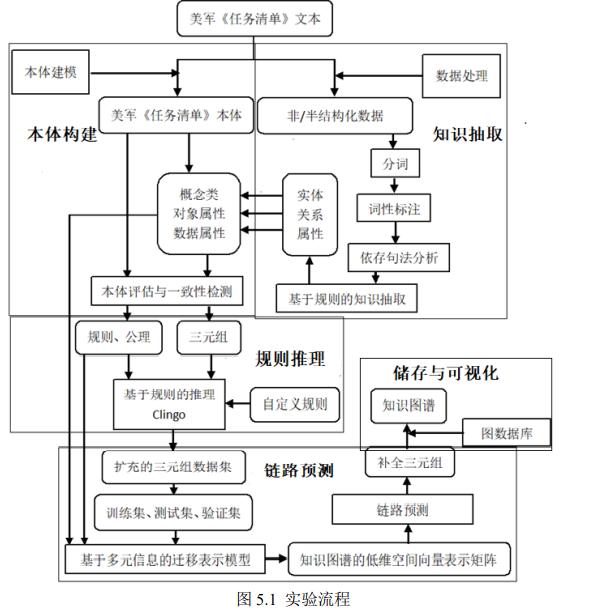 美军《任务清单》文本
本体建模
数据处理
美军《任务清单》本体
非/半结构化数据
本体构建
知识抽取
分词
概念类
对象属性
数据属性
实体
关系
属性
词性标注
依存句法分析
本体评估与一致性检测
基于规则的知识抽取
规则、公理
三元组
规则推理
储存与可视化
基于规则的推理
Clingo
自定义规则
知识图谱
图数据库
扩充的三元组数据集
链路预测
补全三元组
训练集、测试集、验证集
链路预测
基于多元信息的迁移表示模型
知识图谱的低维空间向量表示矩阵
图 5.1 实验流程